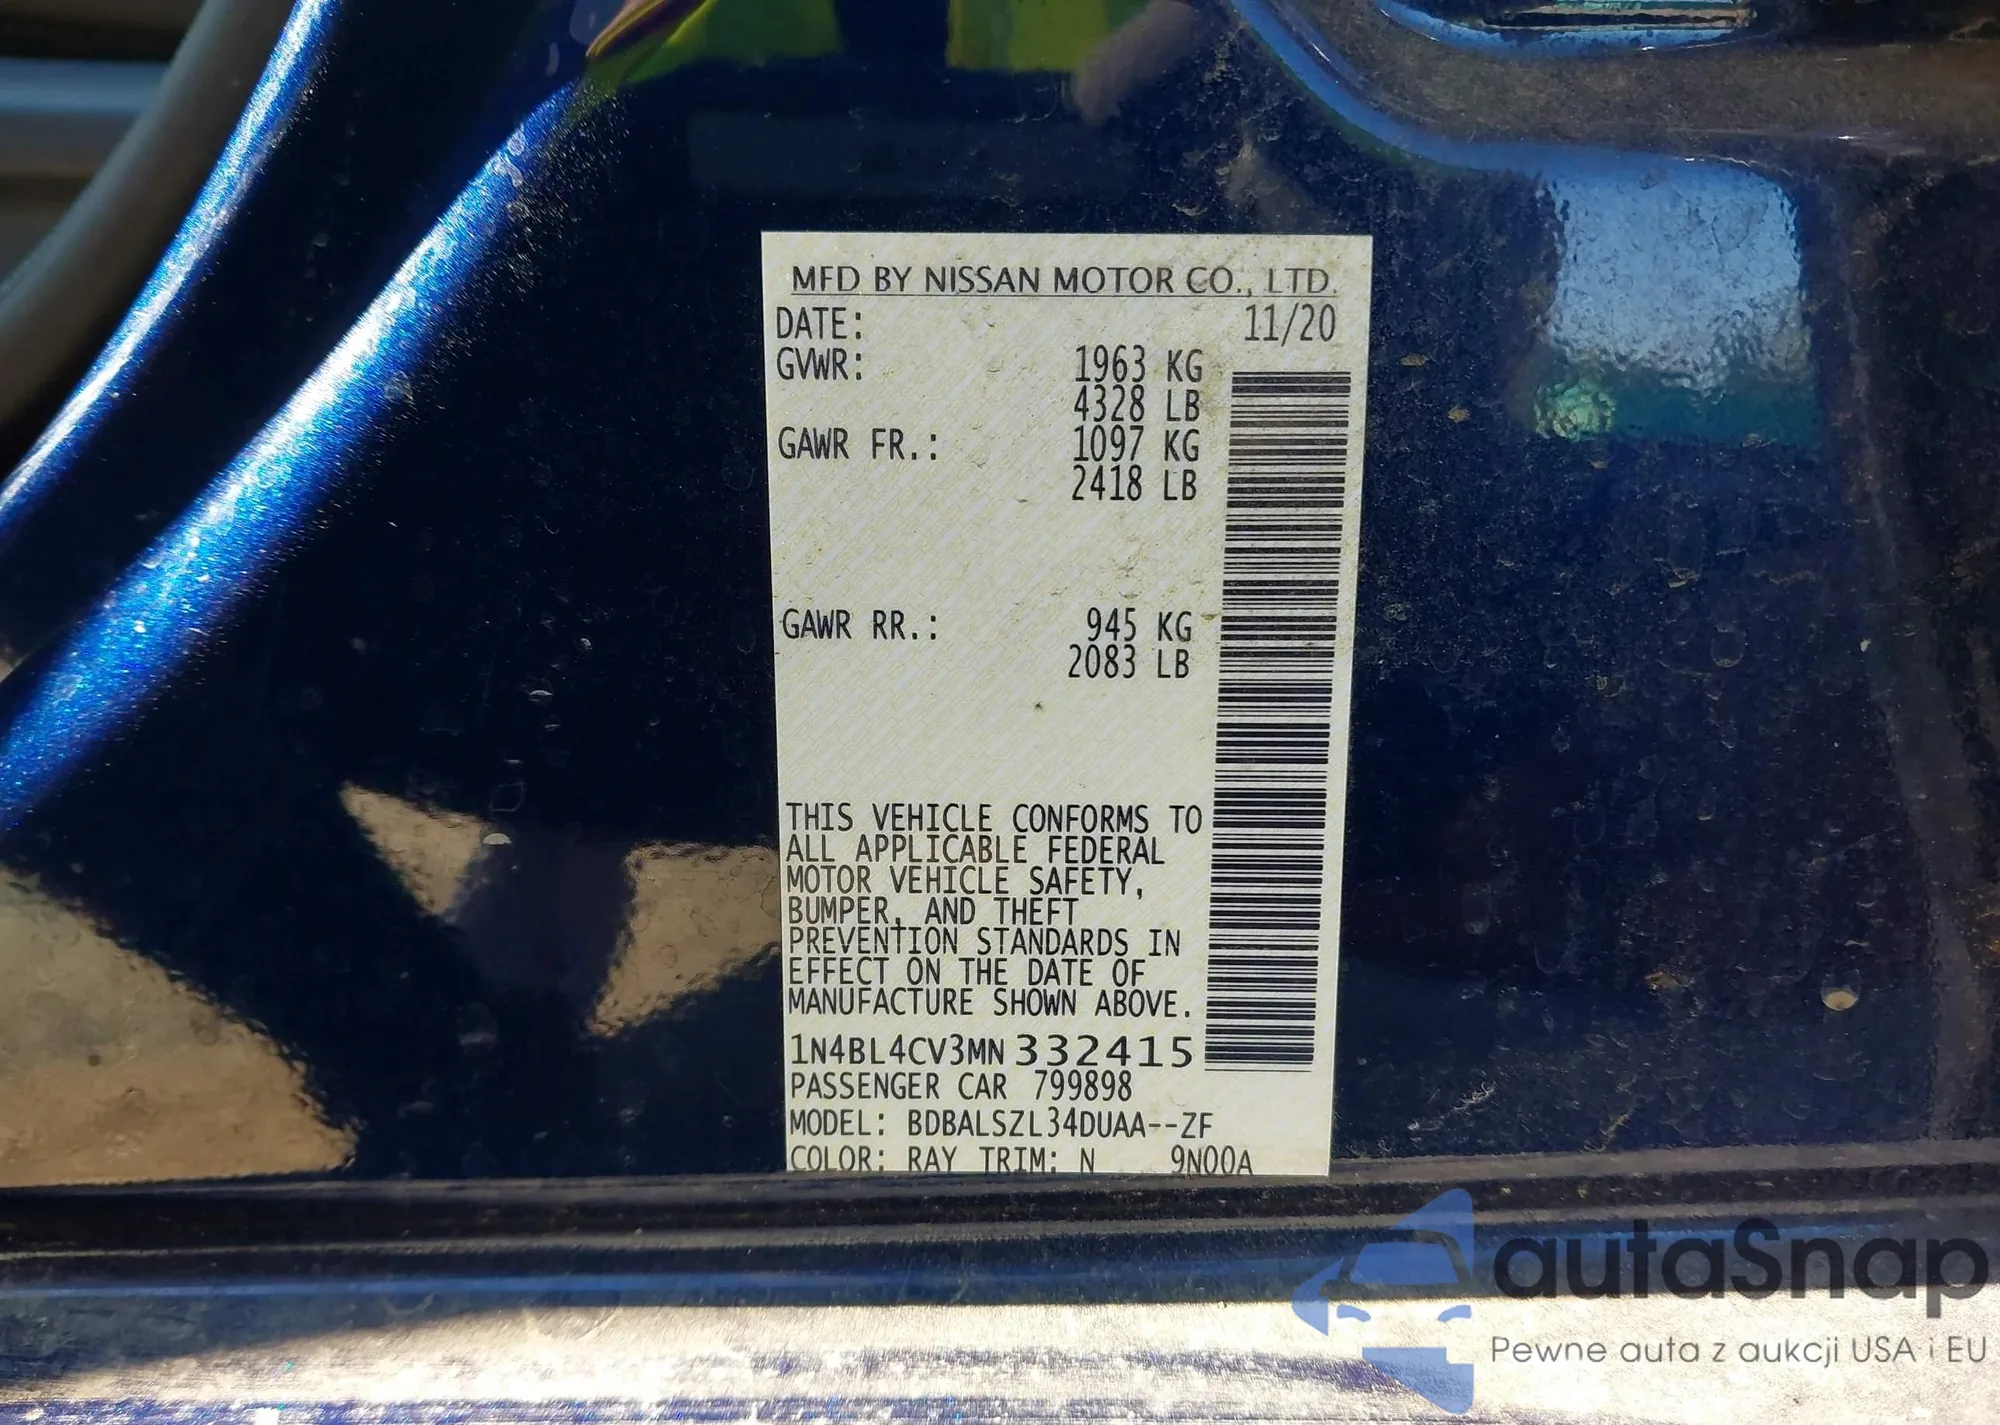 MFD BY NISSAN MOTOR CO., LTD.
DATE: 11/20
GVWR: 1963 KG
4328 LB
GAWR FR.: 1097 KG
2418 LB
GAWR RR.: 945 KG
2083 LB
THIS VEHICLE CONFORMS TO
ALL APPLICABLE FEDERAL
MOTOR VEHICLE SAFETY,
BUMPER, AND THEFT
PREVENTION STANDARDS IN
EFFECT ON THE DATE OF
MANUFACTURE SHOWN ABOVE.
1N4BL4CV3MN332415
PASSENGER CAR 799898
MODEL: BDBALSZL34DUAA--ZF
COLOR: RAY TRIM: N 9N00A
autaSnap
Pewne auta z aukcji USA i EU